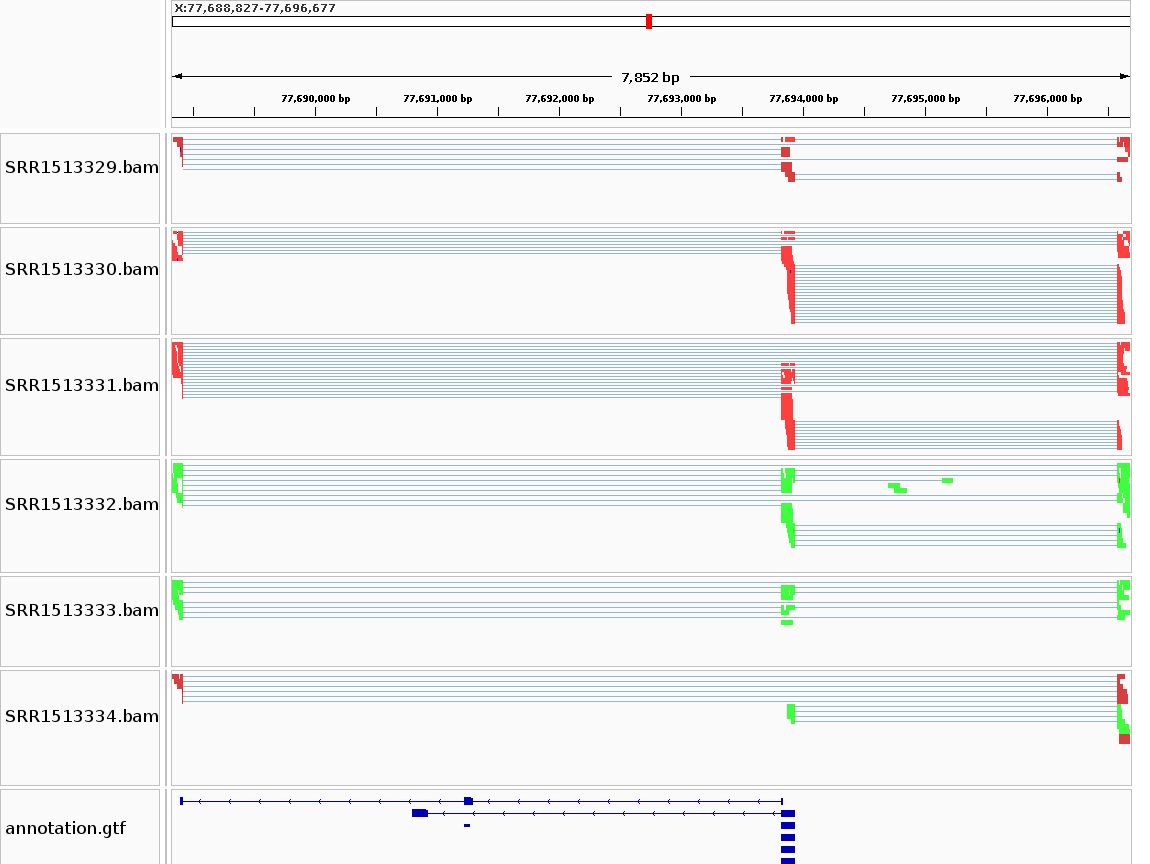 X:77,688,827-77,696,677
7,852 bp
77,690,000 bp 77,691,000 bp 77,692,000 bp 77,693,000 bp 77,694,000 bp 77,695,000 bp 77,696,000 bp
SRR1513329.bam
SRR1513330.bam
SRR1513331.bam
SRR1513332.bam
SRR1513333.bam
SRR1513334.bam
annotation.gtf